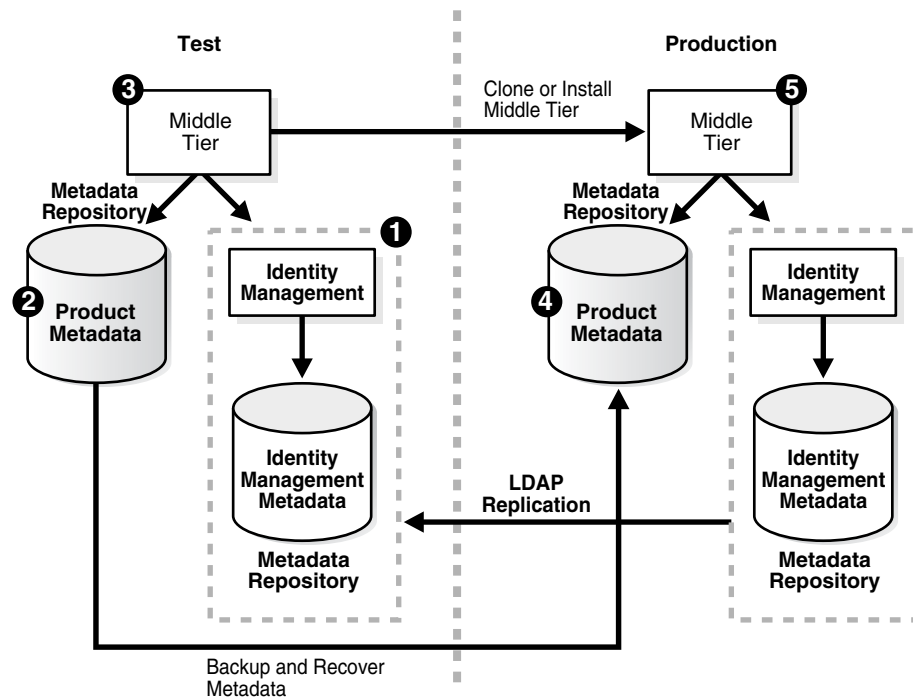 Test
Production
3
Middle
Tier
Clone or Install
Middle Tier
5
Middle
Tier
Metadata
Repository
1
2
Product
Metadata
Identity
Management
Identity
Management
Metadata
Metadata
Repository
Metadata
Repository
4
Product
Metadata
Identity
Management
Identity
Management
Metadata
Metadata
Repository
LDAP
Replication
Backup and Recover
Metadata